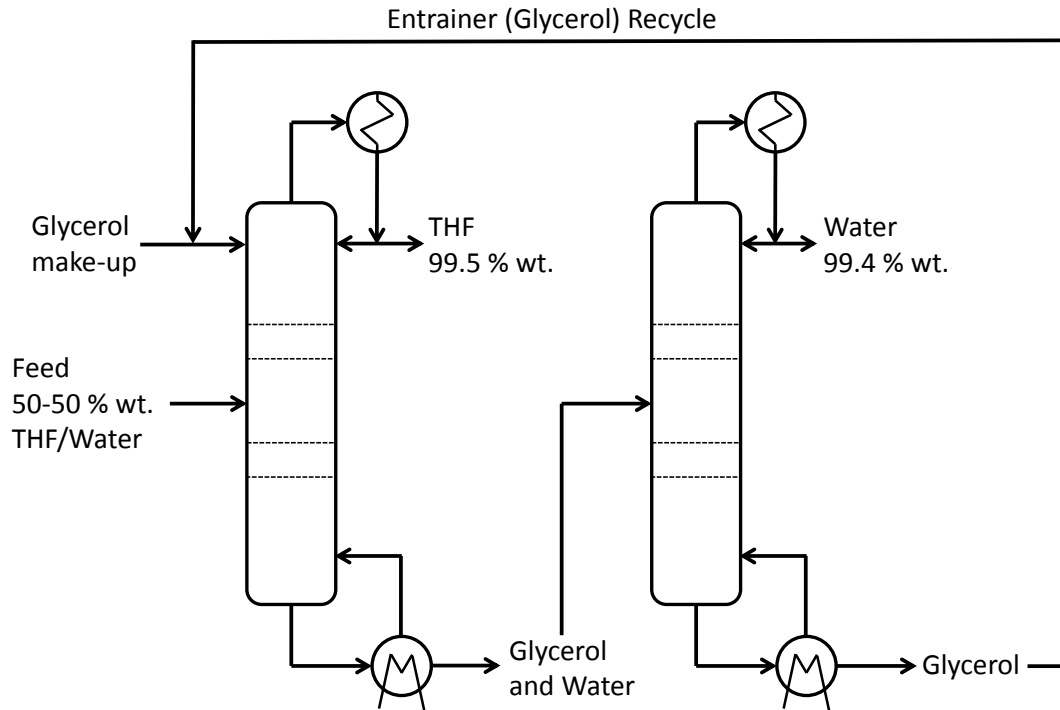 Entrainer (Glycerol) Recycle
Glycerol
make-up
THF
99.5 % wt.
Water
99.4 % wt.
Feed
50-50 % wt.
THF/Water
Glycerol
and Water
Glycerol